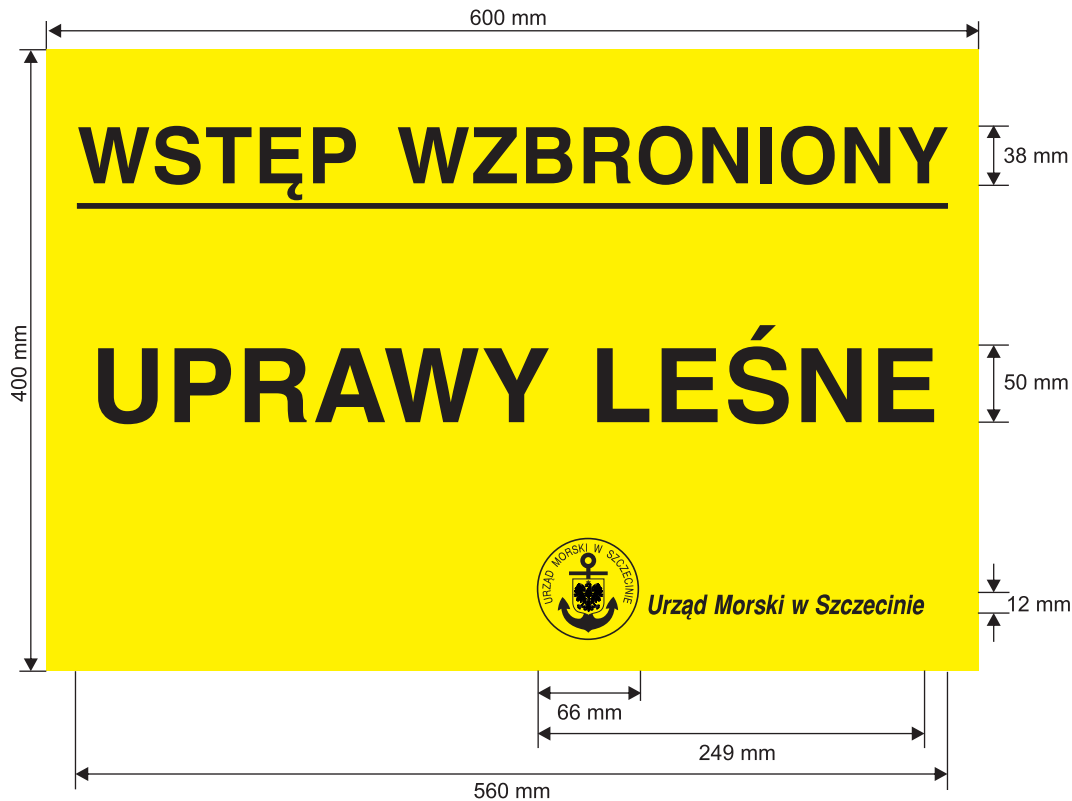 600 mm
WSTĘP WZBRONIONY
38 mm
400 mm
UPRAWY LEŚNE
50 mm
URZĄD MORSKI W SZCZECINIE
Urząd Morski w Szczecinie
12 mm
66 mm
249 mm
560 mm